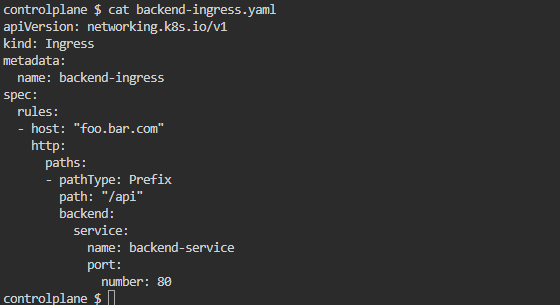 controlplane $ cat backend-ingress.yaml
apiVersion: networking.k8s.io/v1
kind: Ingress
metadata:
  name: backend-ingress
spec:
  rules:
  - host: "foo.bar.com"
    http:
      paths:
      - pathType: Prefix
        path: "/api"
        backend:
          service:
            name: backend-service
            port:
              number: 80
controlplane $